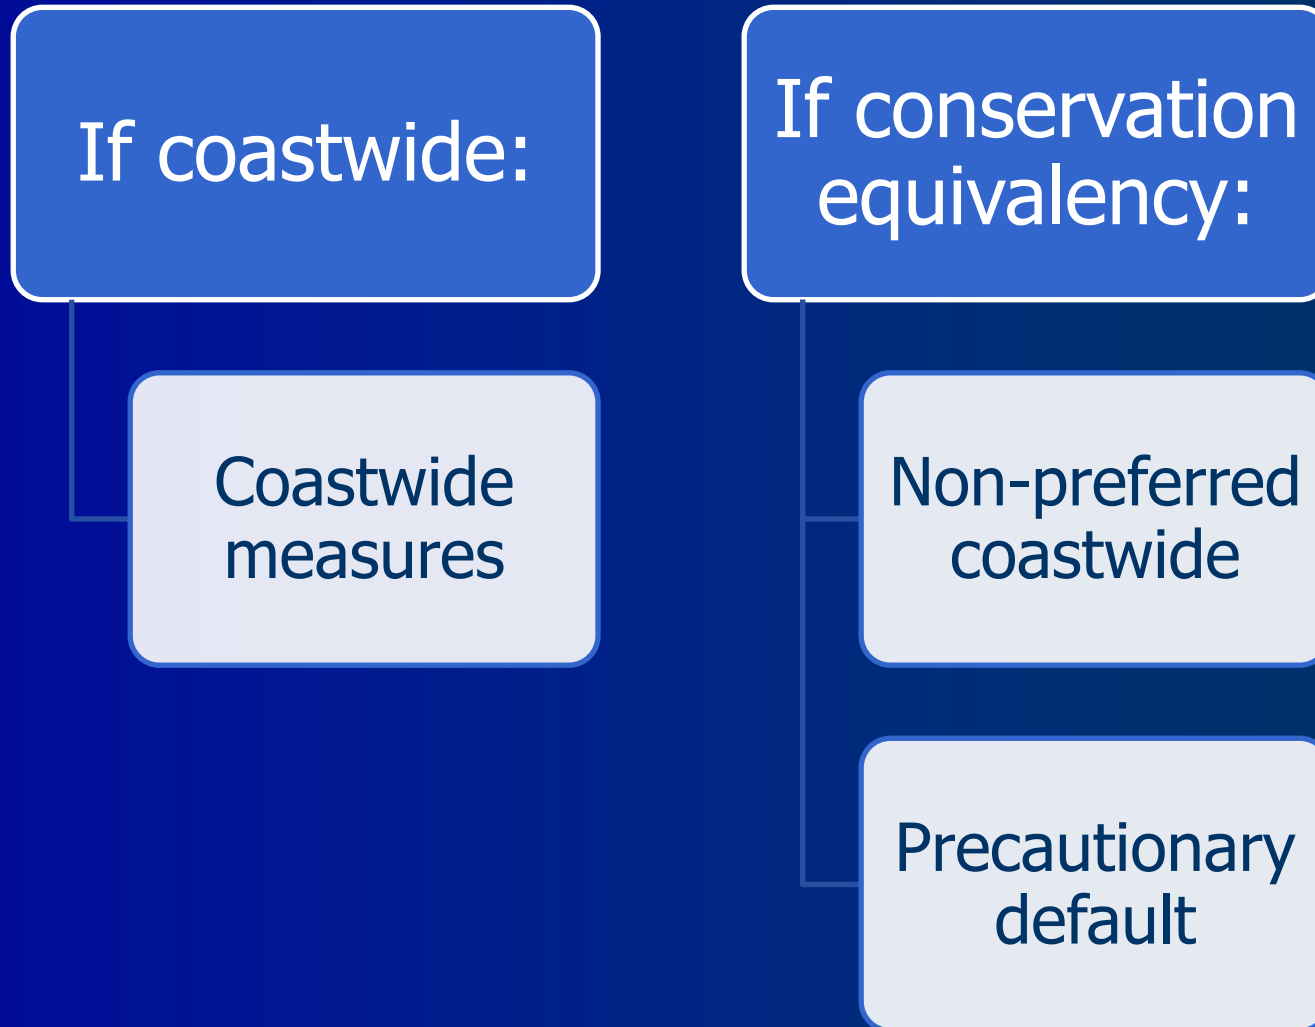 If coastwide:
Coastwide
measures
If conservation
equivalency:
Non-preferred
coastwide
Precautionary
default